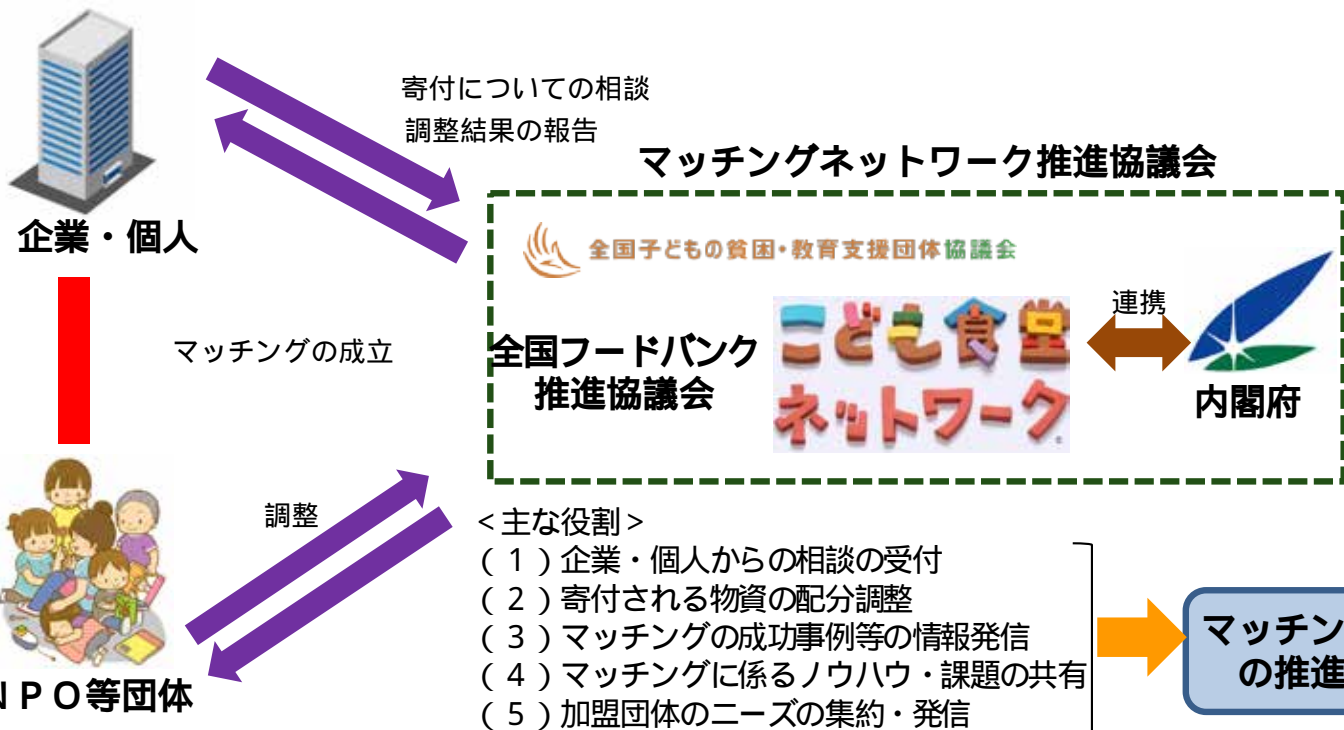 寄付についての相談
調整結果の報告
企業・個人
マッチングの成立
マッチングネットワーク推進協議会
全国子どもの貧困・教育支援団体協議会
全国フードバンク
推進協議会
こども食堂
ネットワーク
連携
内閣府
調整
NPO等団体
<主な役割>
(1)企業・個人からの相談の受付
(2)寄付される物資の配分調整
(3)マッチングの成功事例等の情報発信
(4)マッチングに係るノウハウ・課題の共有
(5)加盟団体のニーズの集約・発信
マッチン
の推進